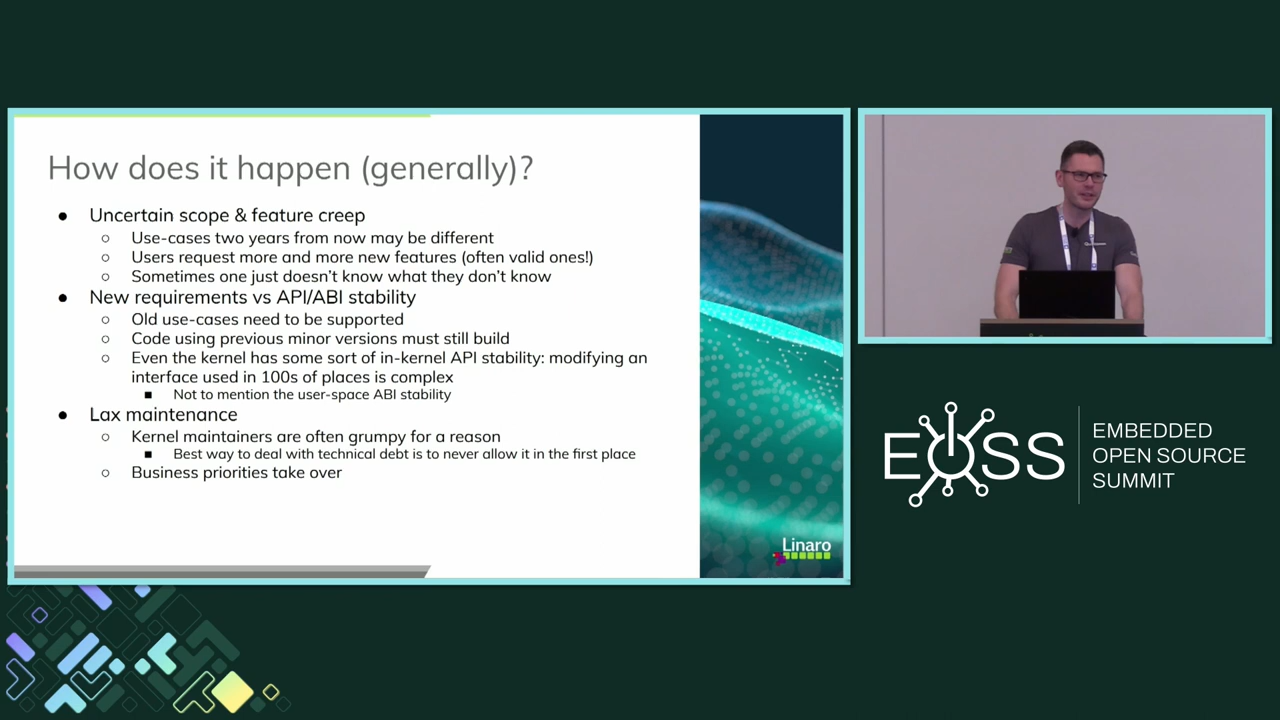 How does it happen (generally)?
● Uncertain scope & feature creep
○ Use-cases two years from now may be different
○ Users request more and more new features (often valid ones!)
○ Sometimes one just doesn't know what they don't know
● New requirements vs API/ABI stability
○ Old use-cases need to be supported
○ Code using previous minor versions must still build
○ Even the kernel has some sort of in-kernel API stability: modifying an
interface used in 100s of places is complex
■ Not to mention the user-space ABI stability
● Lax maintenance
○ Kernel maintainers are often grumpy for a reason
■ Best way to deal with technical debt is to never allow it in the first place
○ Business priorities take over
Linaro
EOSS
EMBEDDED
OPEN SOURCE
SUMMIT